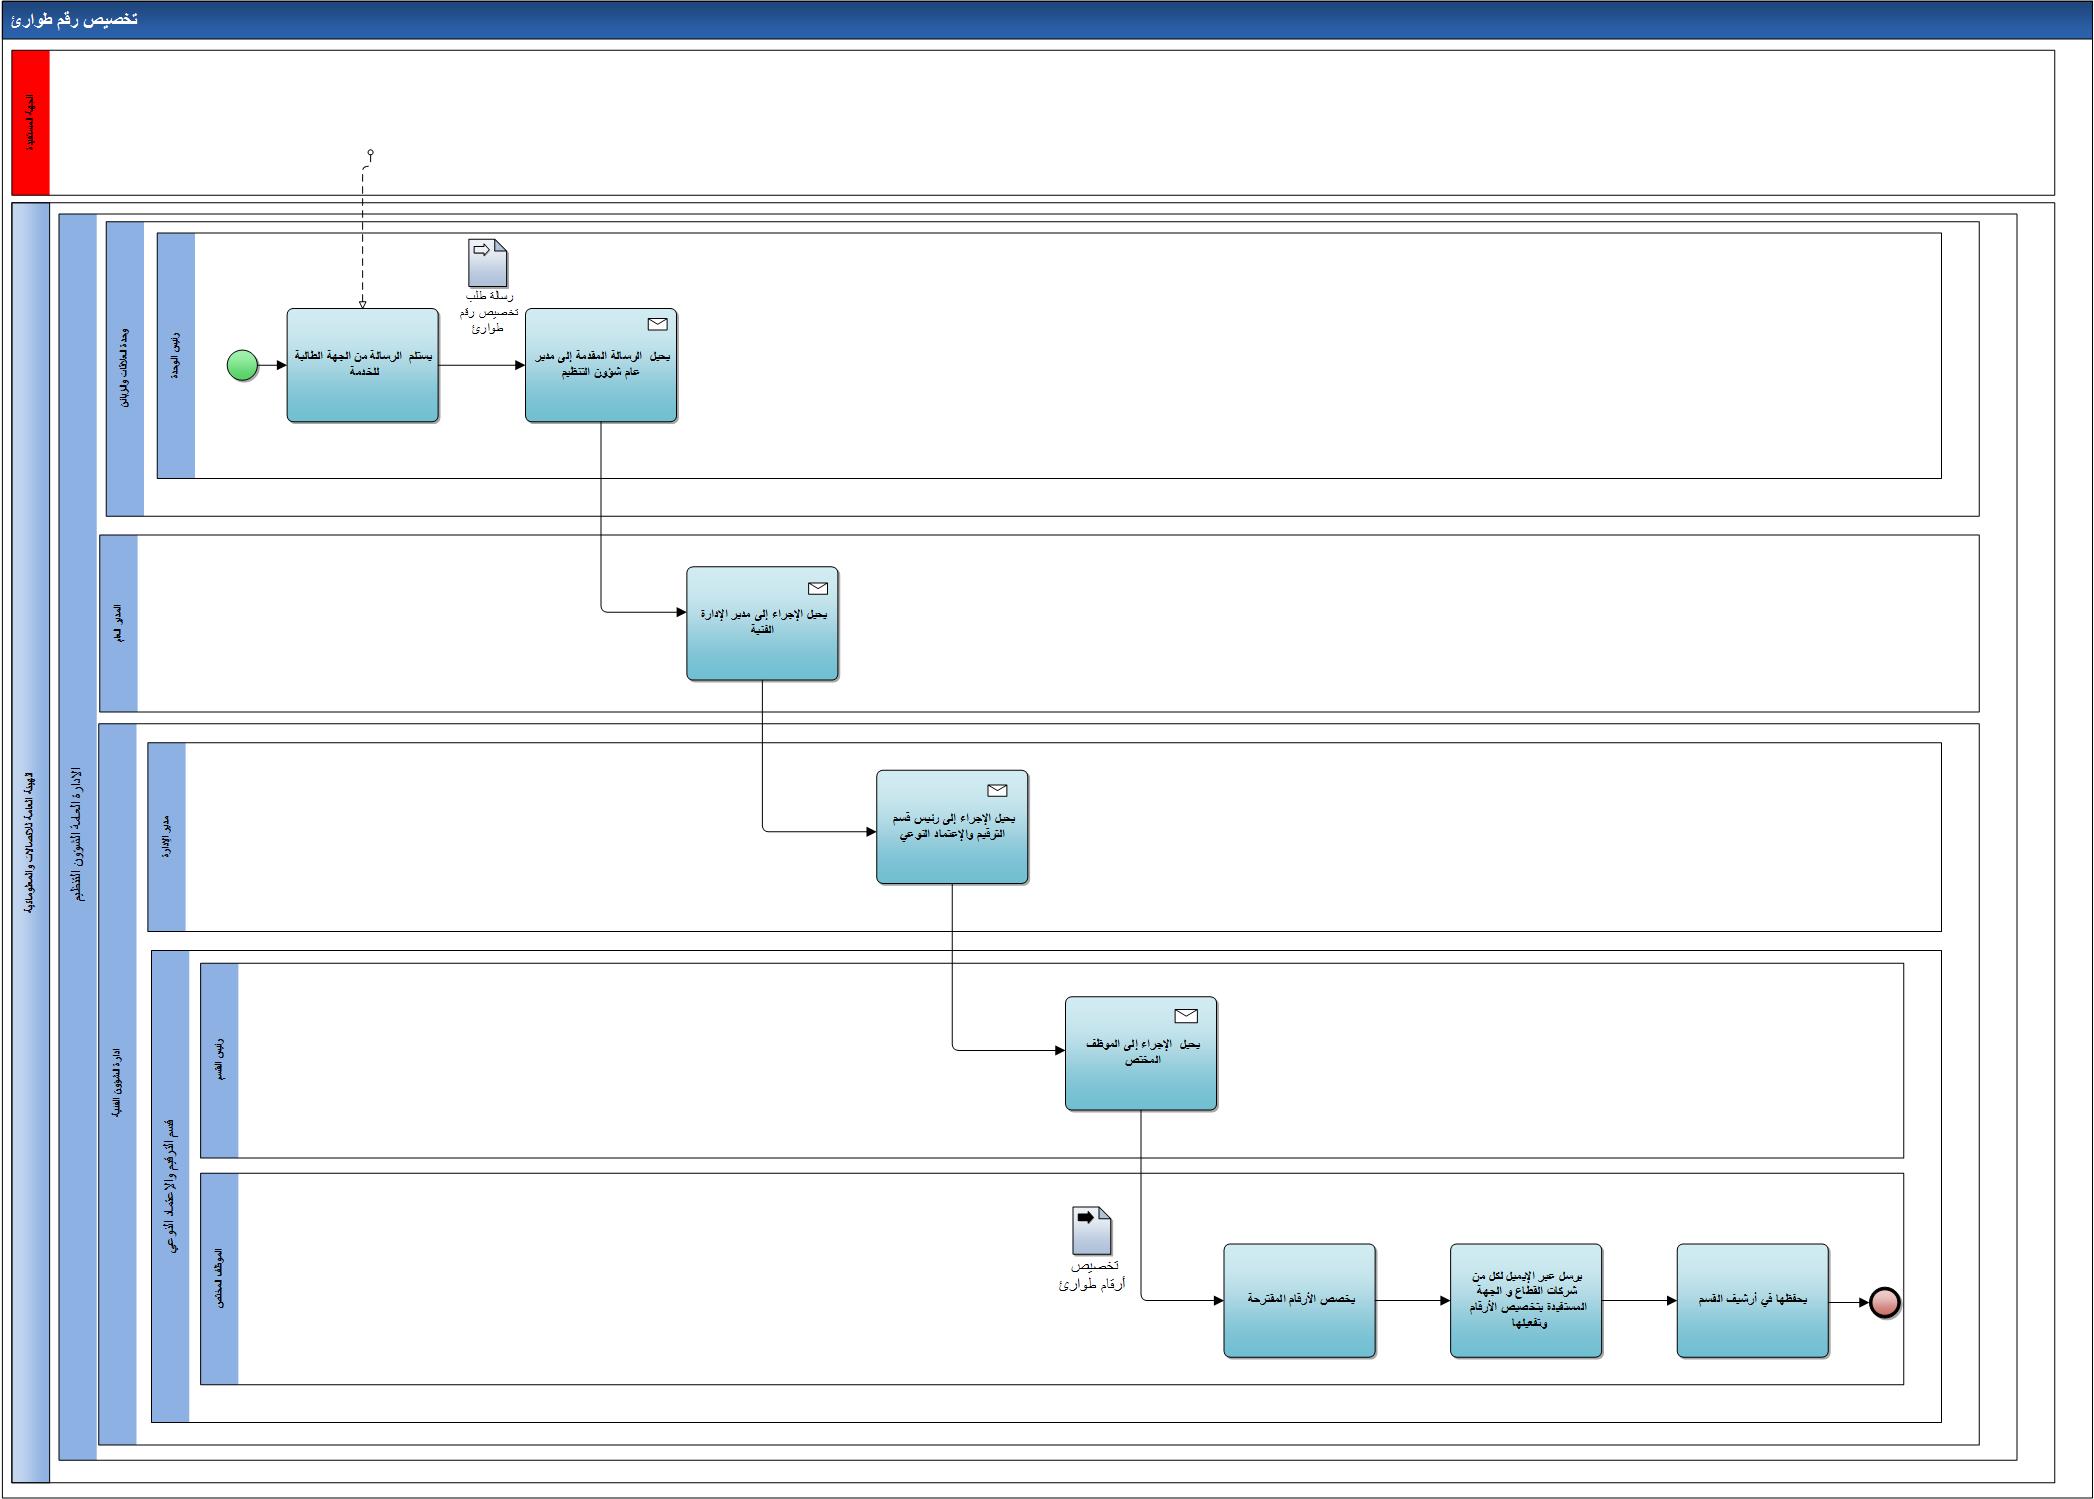 تخصيص رقم طوارئ
الجهة المستفيدة
الهيئة العامة للاتصالات والمعلوماتية
الإدارة العامة لشؤون التنظيم
وحدة العلاقات والزبائن
رئيس الوحدة
رسالة طلب
تخصيص رقم
طوارئ
يستلم الرسالة من الجهة الطالبة
للخدمة
يحيل الرسالة المقدمة إلى مدير
عام شؤون التنظيم
المدير العام
يحيل الإجراء إلى مدير الإدارة
الفنية
ادارة الشؤون الفنية
مدير الإدارة
يحيل الإجراء إلى رئيس قسم
الترقيم والإعتماد النوعي
قسم الترقيم والإعتماد النوعي
رئيس القسم
يحيل الإجراء إلى الموظف
المختص
الموظف المختص
تخصيص
أرقام طوارئ
يخصص الأرقام المقترحة
يرسل عبر الإيميل لكل من
شركات القطاع و الجهة
المستفيدة بتخصيص الأرقام
وتفعيلها
يحفظها في أرشيف القسم